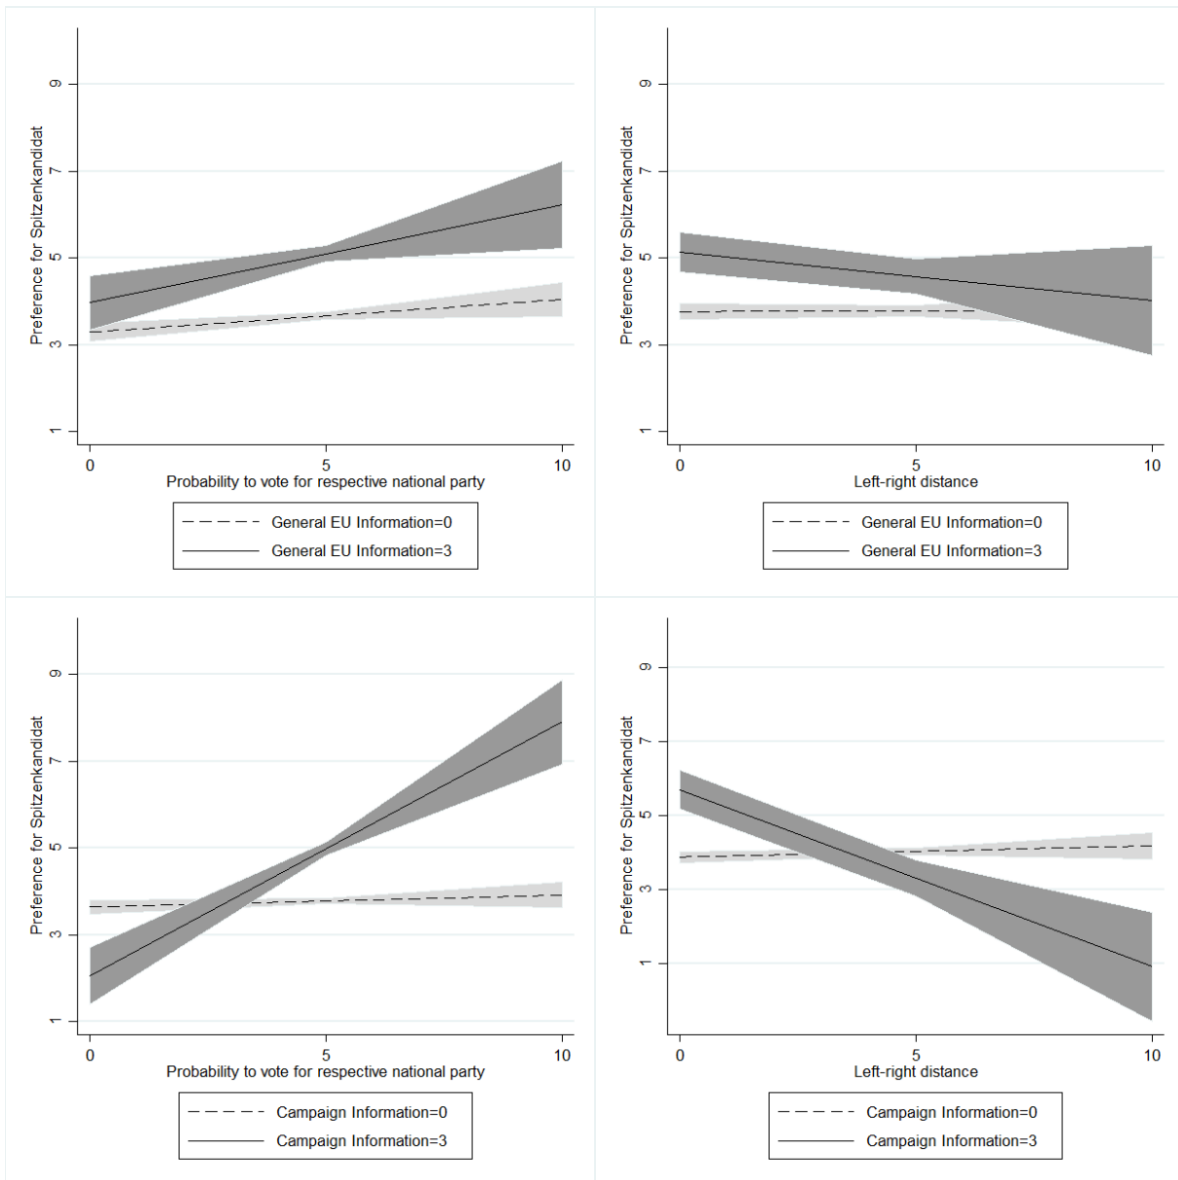 Preference for Spitzenkandidat
9
7
5
3
1
0 5 10
Probability to vote for respective national party
General EU Information=0
General EU Information=3
Preference for Spitzenkandidat
9
7
5
3
1
0 5 10
Left-right distance
General EU Information=0
General EU Information=3
Preference for Spitzenkandidat
9
7
5
3
1
0 5 10
Probability to vote for respective national party
Campaign Information=0
Campaign Information=3
Preference for Spitzenkandidat
9
7
5
3
1
0 5 10
Left-right distance
Campaign Information=0
Campaign Information=3